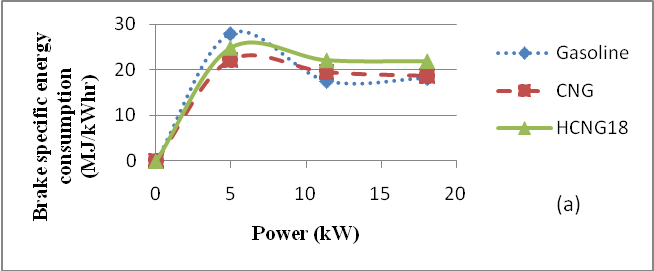 Brake specific energy
consumption
(MJ/kWhr)
30
20
10
0
0 5 10 15 20
Power (kW)
Gasoline
CNG
HCNG18
(a)